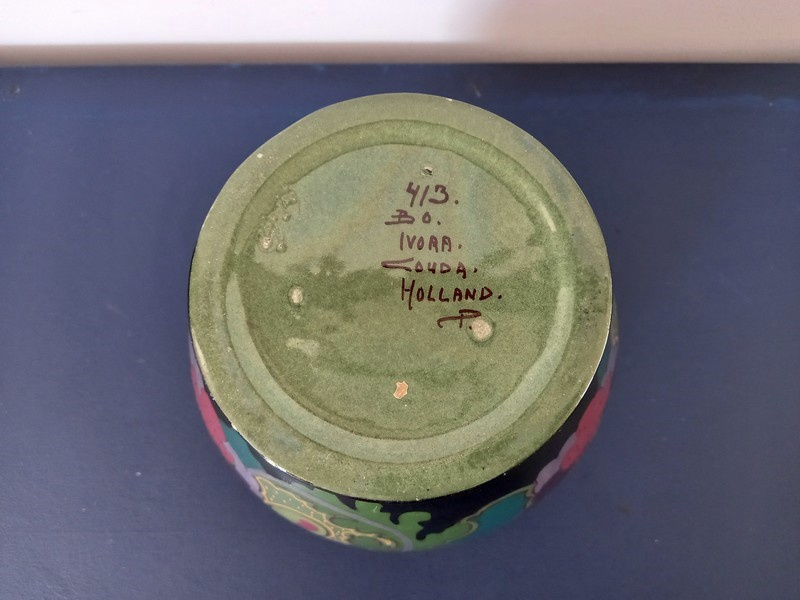 413.
BO.
IVORA.
GOUDA.
HOLLAND.
P.